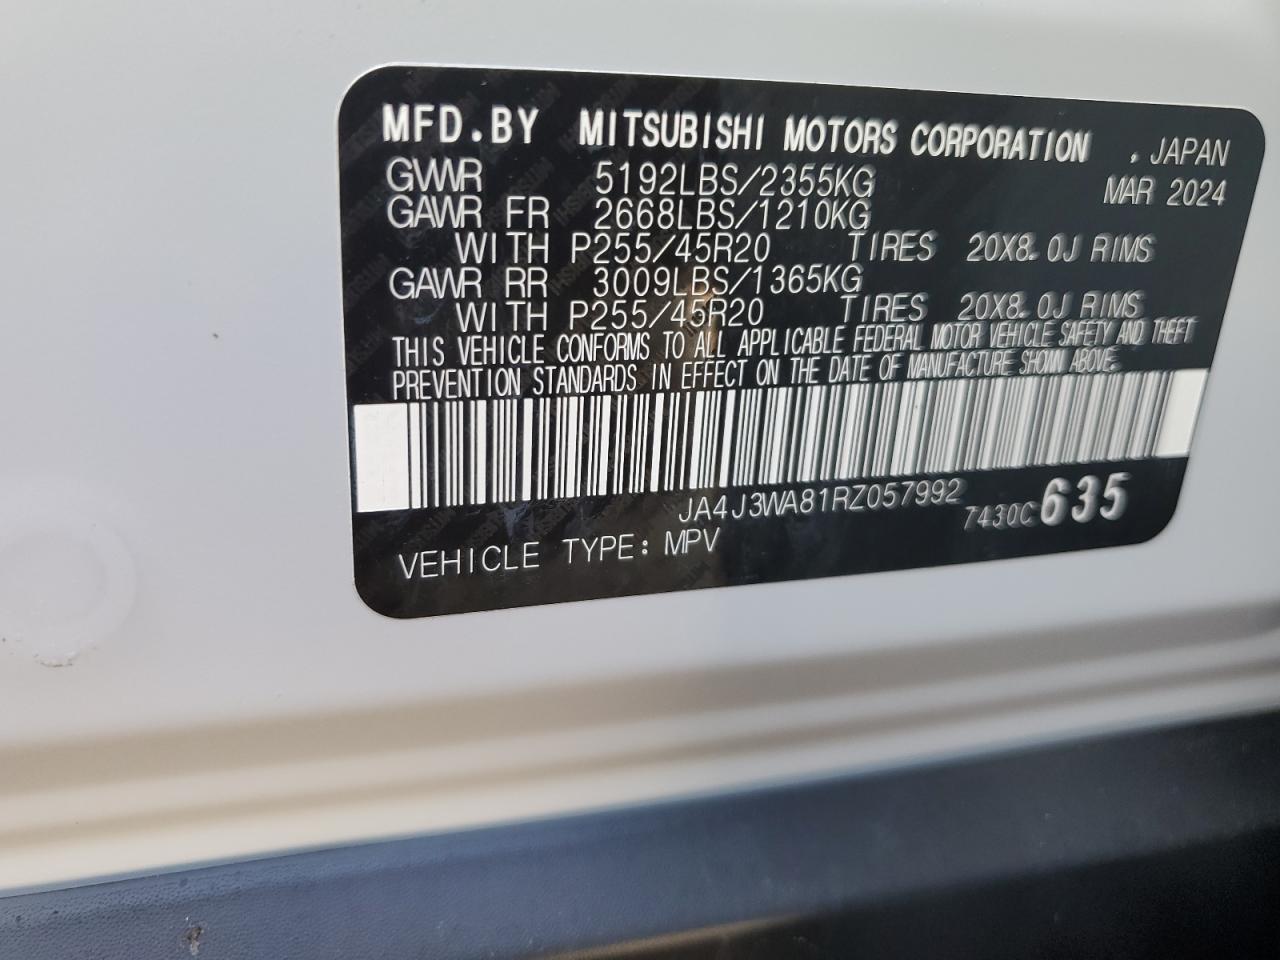 MFD.BY MITSUBISHI MOTORS CORPORATION , JAPAN
GVWR 5192LBS/2355KG MAR 2024
GAWR FR 2668LBS/1210KG
WITH P255/45R20 TIRES 20X8.0J RIMS
GAWR RR 3009LBS/1365KG
WITH P255/45R20 TIRES 20X8.0J RIMS
THIS VEHICLE CONFORMS TO ALL APPLICABLE FEDERAL MOTOR VEHICLE SAFETY AND THEFT
PREVENTION STANDARDS IN EFFECT ON THE DATE OF MANUFACTURE SHOWN ABOVE.
JA4J3WA81RZ057992 7430C 635
VEHICLE TYPE: MPV